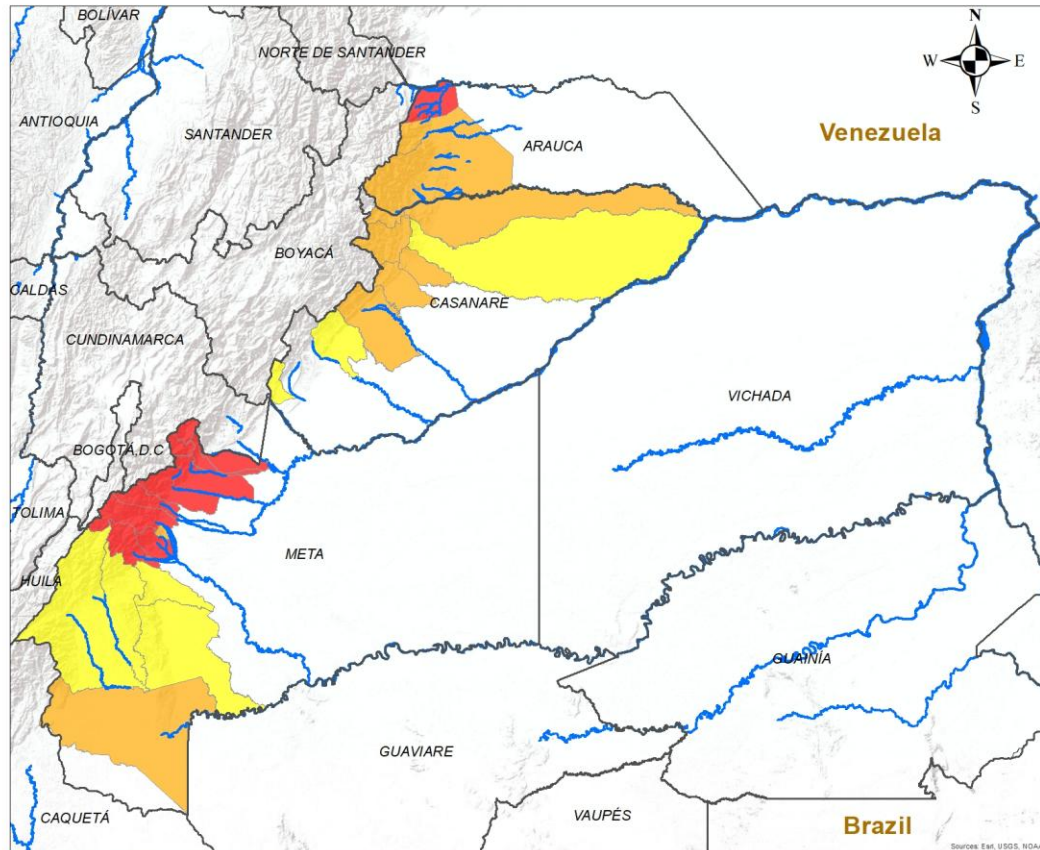 BOLÍVAR
NORTE DE SANTANDER
N
W
E
S
ANTIOQUIA
SANTANDER
ARAUCA
Venezuela
BOYACÁ
CALDAS
CASANARE
CUNDINAMARCA
VICHADA
BOGOTÁ,D.C
TOLIMA
META
HUILA
GUAINÍA
GUAVIARE
CAQUETÁ
VAUPÉS
Brazil
Sources: Esri, USGS, NOAA